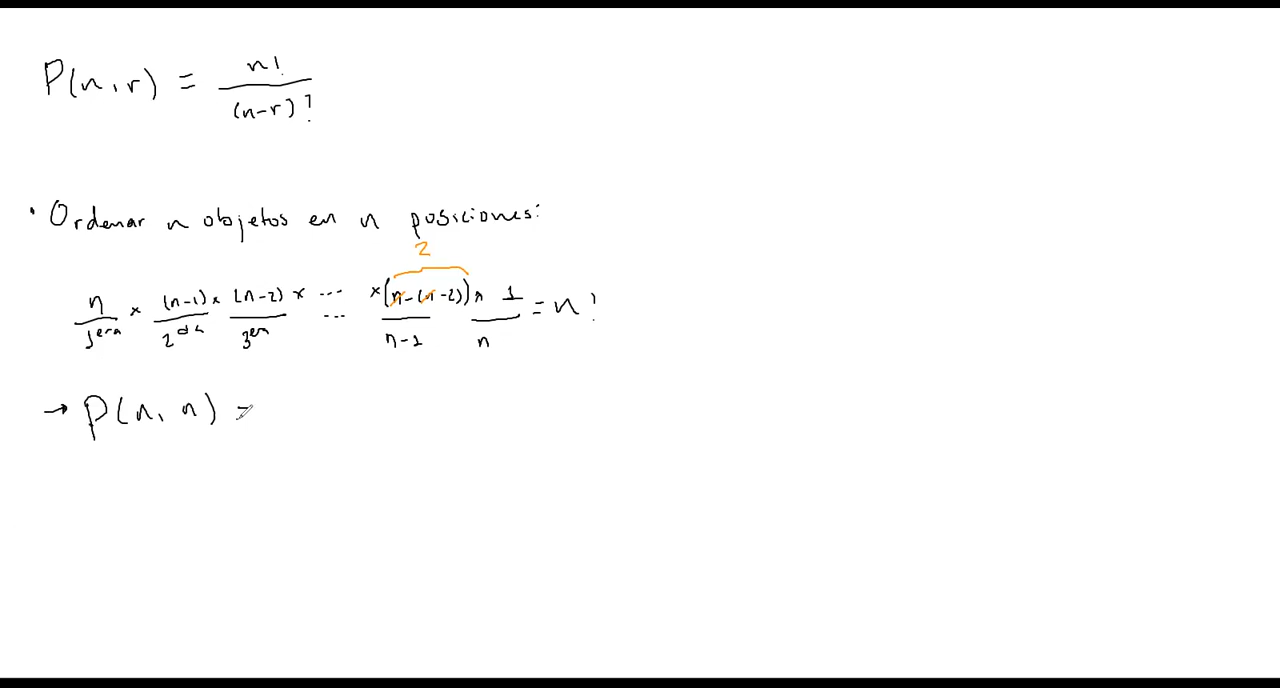 P(n,r) = n! / (n-r)!
· Ordenar n objetos en n posiciones:
2
n × (n-1) × (n-2) × ... × (n-(n-2)) × 1 = n!
1era 2da 3era ... n-1 n
→ P(n,n) =